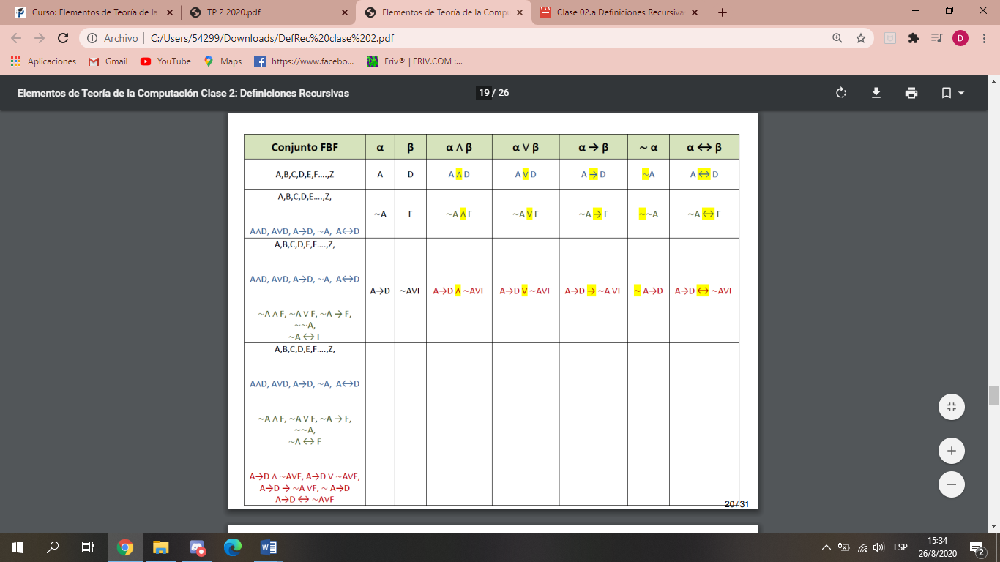 Curso: Elementos de Teoría de la
TP 2 2020.pdf
Elementos de Teoría de la Compu
Clase 02.a Definiciones Recursiva
Archivo
C:/Users/54299/Downloads/DefRec%20clase%202.pdf
D
Aplicaciones
Gmail
YouTube
Maps
https://www.facebo...
Friv® | FRIV.COM :...
Elementos de Teoría de la Computación Clase 2: Definiciones Recursivas
19 / 26
Conjunto FBF α β α ∧ β α ∨ β α → β ~ α α ↔ β
A,B,C,D,E,F....,Z A D A ∧ D A ∨ D A → D ~A A ↔ D
A,B,C,D,E....,Z,
~A F ~A ∧ F ~A ∨ F ~A → F ~~A ~A ↔ F
A∧D, A∨D, A→D, ~A, A↔D
A,B,C,D,E,F....,Z,
A∧D, A∨D, A→D, ~A, A↔D
A→D ~A∨F A→D ∧ ~A∨F A→D ∨ ~A∨F A→D → ~A ∨F ~ A→D A→D ↔ ~A∨F
~A ∧ F, ~A ∨ F, ~A → F,
~~A,
~A ↔ F
A,B,C,D,E,F....,Z,
A∧D, A∨D, A→D, ~A, A↔D
~A ∧ F, ~A ∨ F, ~A → F,
~~A,
~A ↔ F
A→D ∧ ~A∨F, A→D ∨ ~A∨F,
A→D → ~A ∨F, ~ A→D
A→D ↔ ~A∨F
20/31
ESP
15:34
26/8/2020
2